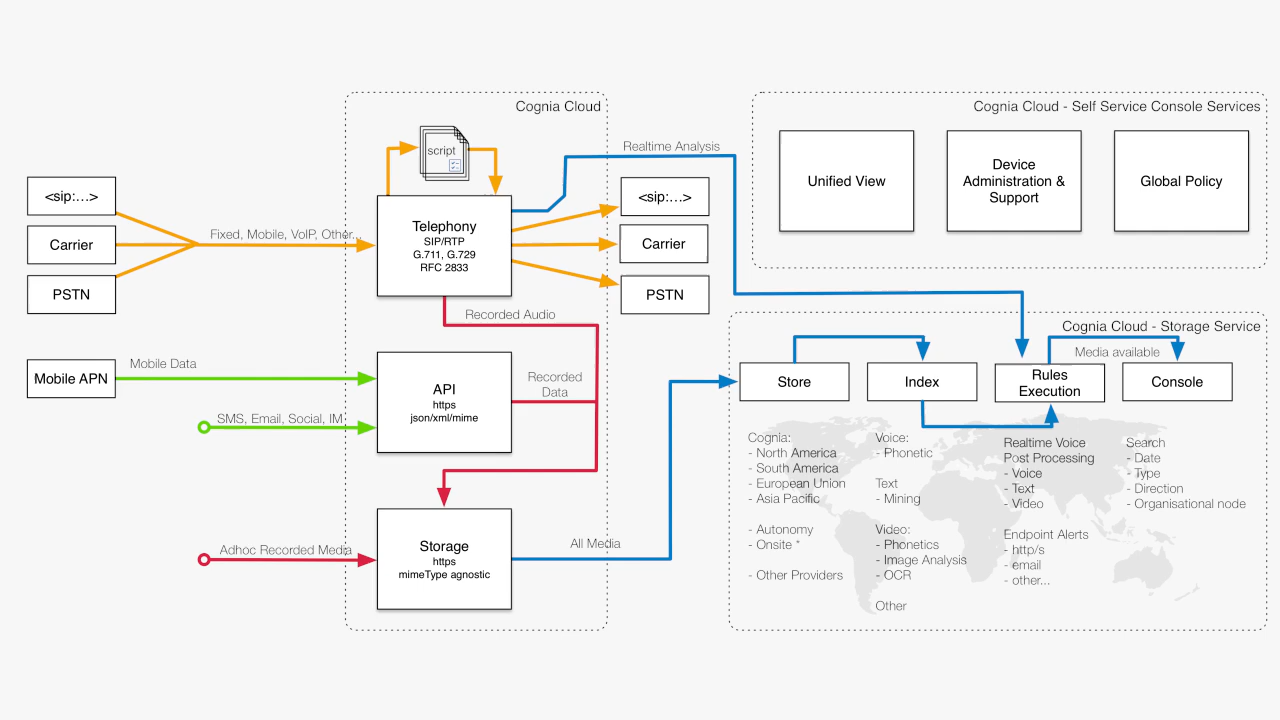 Cognia Cloud
Cognia Cloud - Self Service Console Services
script
Realtime Analysis
Unified View
Device
Administration &
Support
Global Policy
<sip:...>
Carrier
PSTN
Fixed, Mobile, VoIP, Other...
Telephony
SIP/RTP
G.711, G.729
RFC 2833
<sip:...>
Carrier
PSTN
Recorded Audio
Mobile APN
Mobile Data
SMS, Email, Social, IM
API
https
json/xml/mime
Recorded
Data
Adhoc Recorded Media
Storage
https
mimeType agnostic
All Media
Cognia Cloud - Storage Service
Media available
Store
Index
Rules
Execution
Console
Cognia:
- North America
- South America
- European Union
- Asia Pacific
- Autonomy
- Onsite *
- Other Providers
Voice:
- Phonetic
Text
- Mining
Video:
- Phonetics
- Image Analysis
- OCR
Other
Realtime Voice
Post Processing
- Voice
- Text
- Video
Endpoint Alerts
- http/s
- email
- other...
Search
- Date
- Type
- Direction
- Organisational node